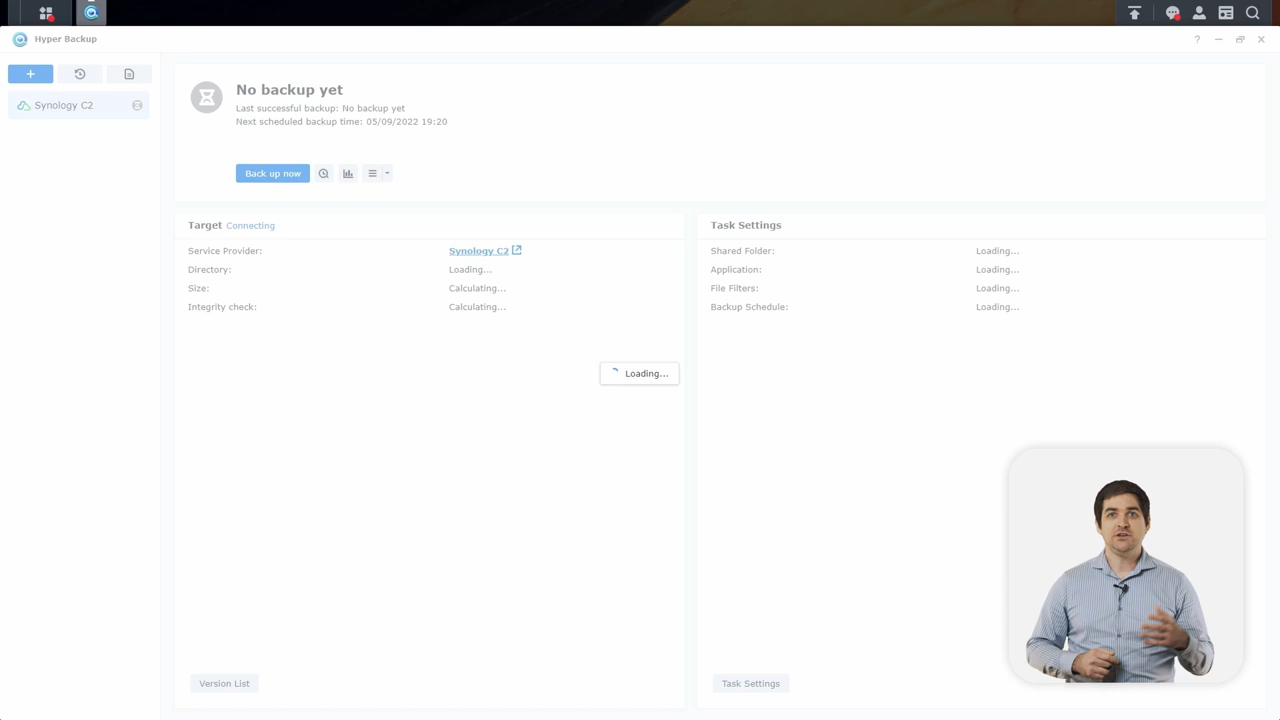 Hyper Backup
Synology C2
No backup yet
Last successful backup: No backup yet
Next scheduled backup time: 05/09/2022 19:20
Back up now
Target Connecting
Service Provider: Synology C2
Directory: Loading...
Size: Calculating...
Integrity check: Calculating...
Task Settings
Shared Folder: Loading...
Application: Loading...
File Filters: Loading...
Backup Schedule: Loading...
Loading...
Version List
Task Settings